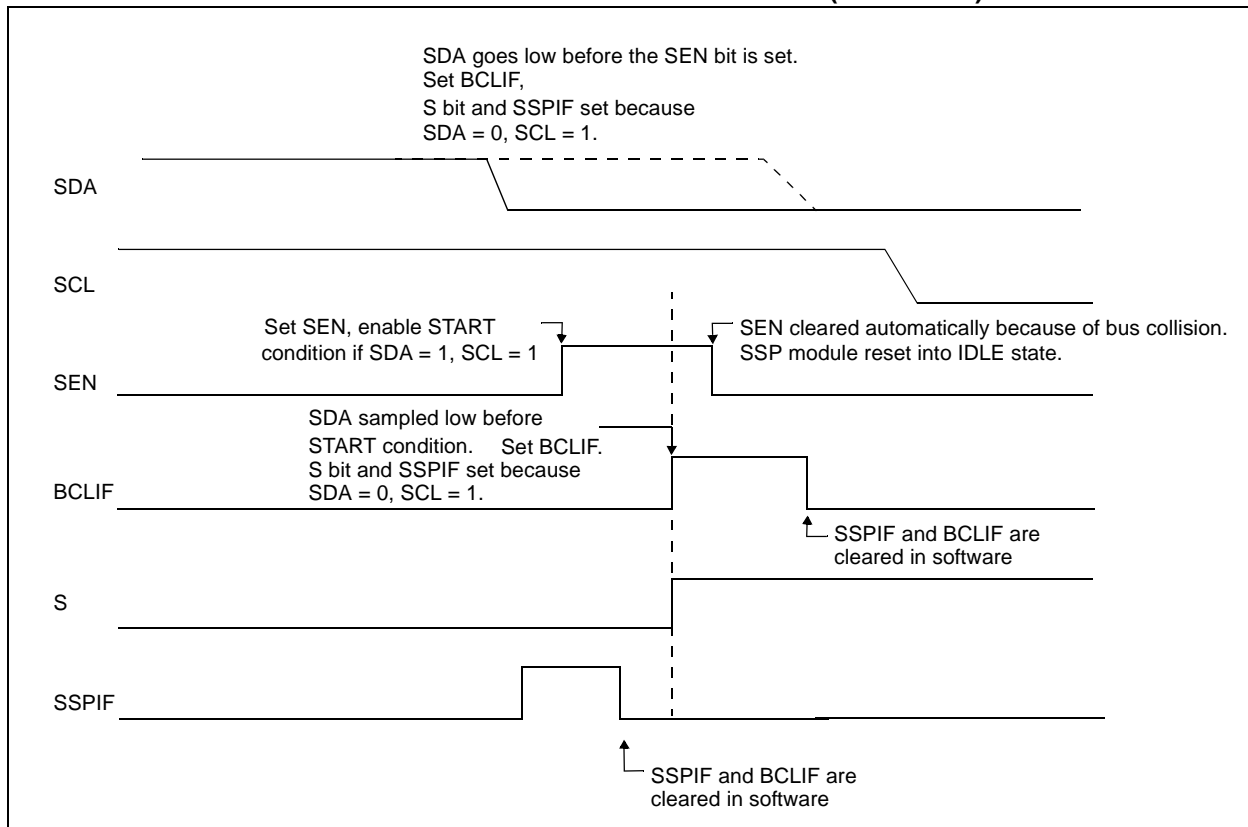 SDA goes low before the SEN bit is set.
Set BCLIF,
S bit and SSPIF set because
SDA = 0, SCL = 1.
SDA
SCL
Set SEN, enable START
condition if SDA = 1, SCL = 1
SEN cleared automatically because of bus collision.
SSP module reset into IDLE state.
SEN
SDA sampled low before
START condition. Set BCLIF.
S bit and SSPIF set because
SDA = 0, SCL = 1.
BCLIF
SSPIF and BCLIF are
cleared in software
S
SSPIF
SSPIF and BCLIF are
cleared in software